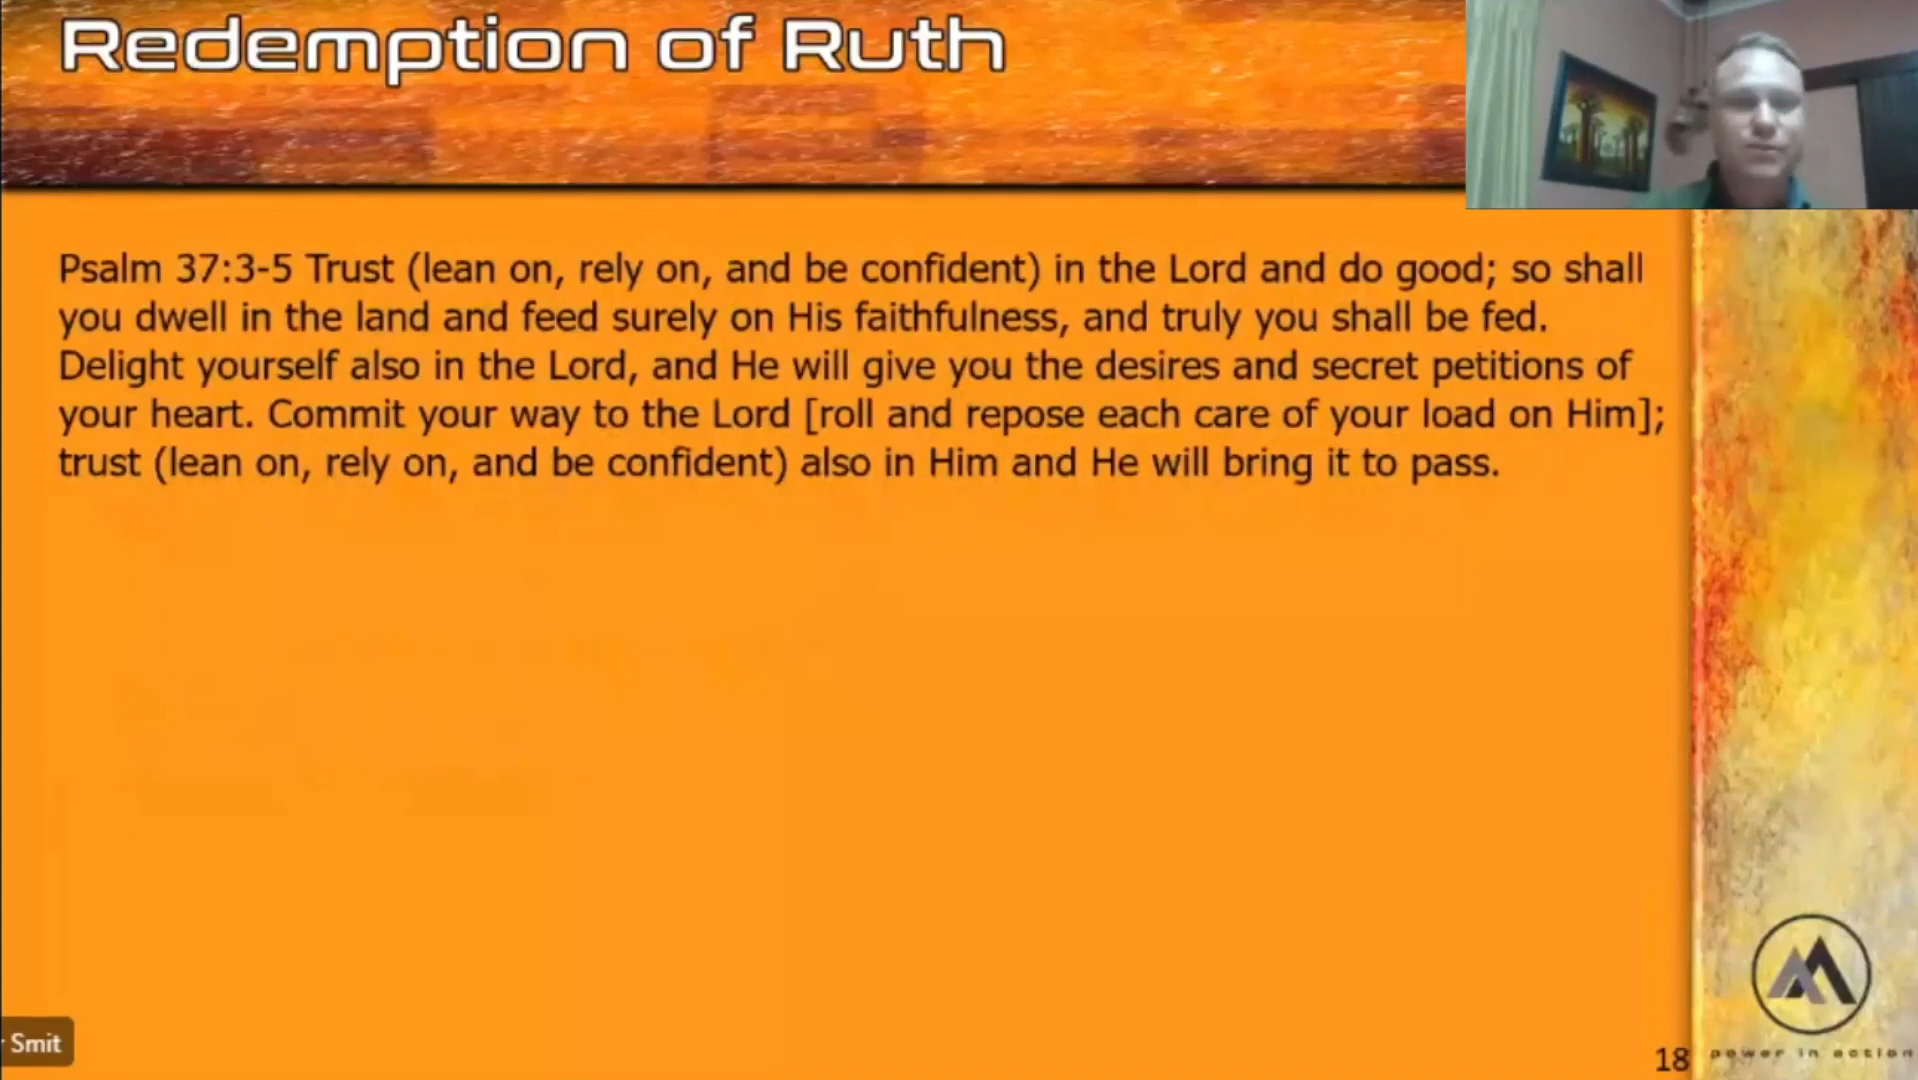 Redemption of Ruth
Psalm 37:3-5 Trust (lean on, rely on, and be confident) in the Lord and do good; so shall
you dwell in the land and feed surely on His faithfulness, and truly you shall be fed.
Delight yourself also in the Lord, and He will give you the desires and secret petitions of
your heart. Commit your way to the Lord [roll and repose each care of your load on Him];
trust (lean on, rely on, and be confident) also in Him and He will bring it to pass.
Smit
18
power in action